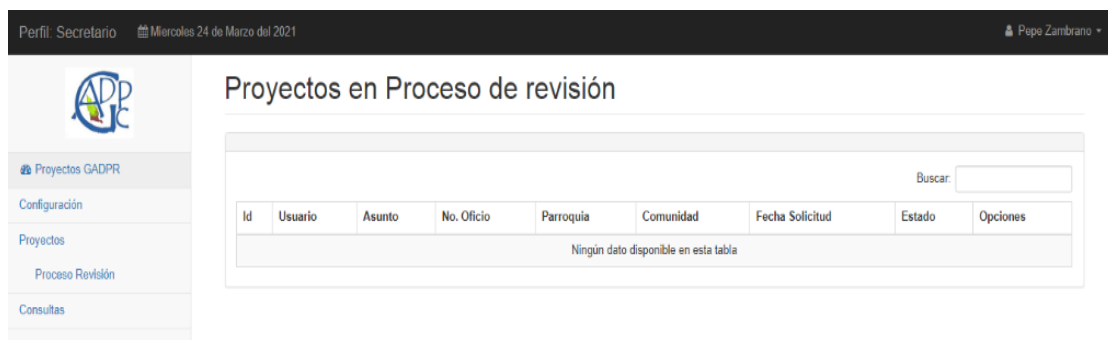 Perfil: Secretario Miercoles 24 de Marzo del 2021 Pepe Zambrano
Proyectos en Proceso de revisión
Proyectos GADPR
Configuración
Proyectos
Proceso Revisión
Consultas
Buscar:
Id Usuario Asunto No. Oficio Parroquia Comunidad Fecha Solicitud Estado Opciones
Ningún dato disponible en esta tabla